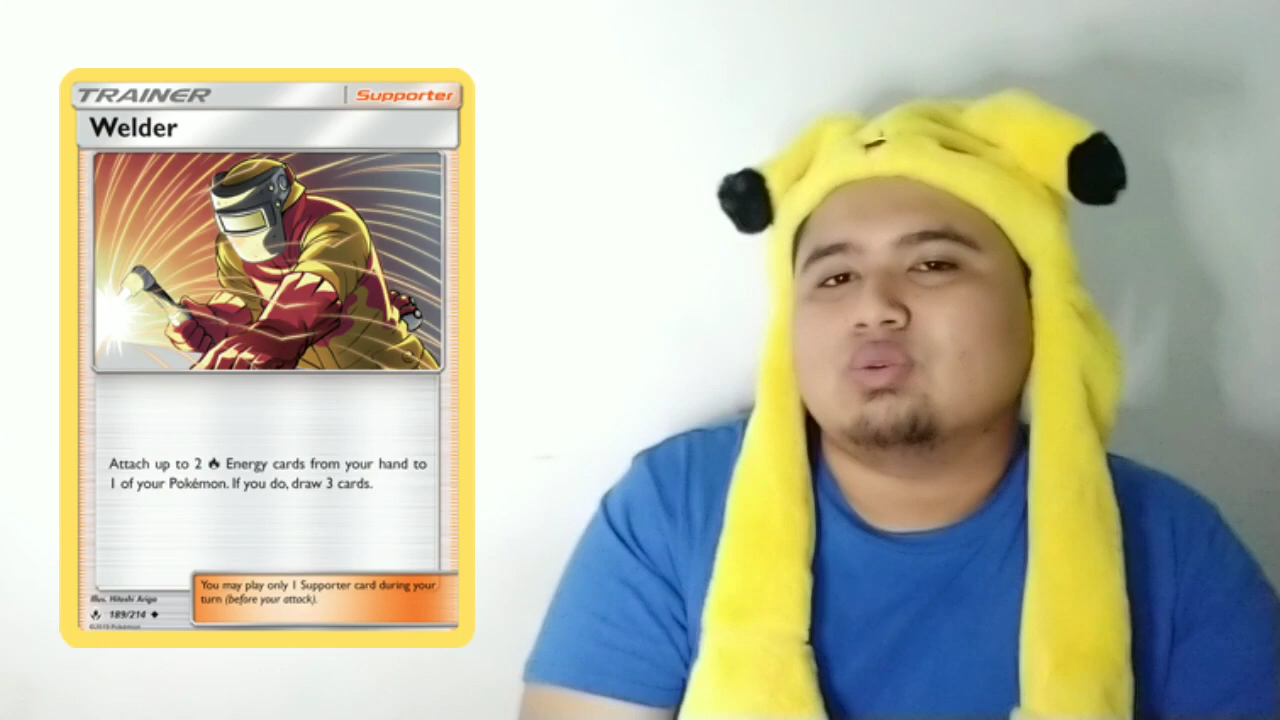 TRAINER
Supporter
Welder
Attach up to 2 Energy cards from your hand to
1 of your Pokémon. If you do, draw 3 cards.
You may play only 1 Supporter card during your
turn (before your attack).
Illus. Hitoshi Ariga
189/214
©2019 Pokémon